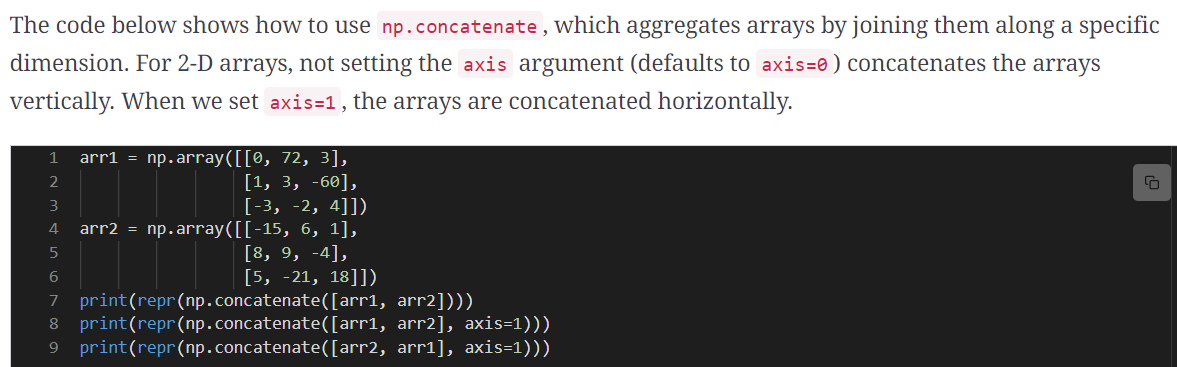 The code below shows how to use np.concatenate, which aggregates arrays by joining them along a specific
dimension. For 2-D arrays, not setting the axis argument (defaults to axis=0) concatenates the arrays
vertically. When we set axis=1, the arrays are concatenated horizontally.
1 arr1 = np.array([[0, 72, 3],
2 [1, 3, -60],
3 [-3, -2, 4]])
4 arr2 = np.array([[-15, 6, 1],
5 [8, 9, -4],
6 [5, -21, 18]])
7 print(repr(np.concatenate([arr1, arr2])))
8 print(repr(np.concatenate([arr1, arr2], axis=1)))
9 print(repr(np.concatenate([arr2, arr1], axis=1)))